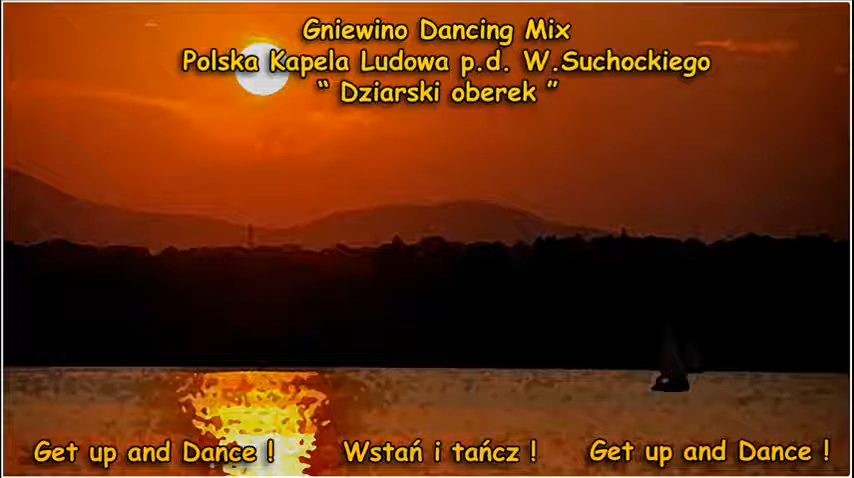 Gniewino Dancing Mix
Polska Kapela Ludowa p.d. W.Suchockiego
“ Dziarski oberek ”
Get up and Dance ! Wstań i tańcz ! Get up and Dance !